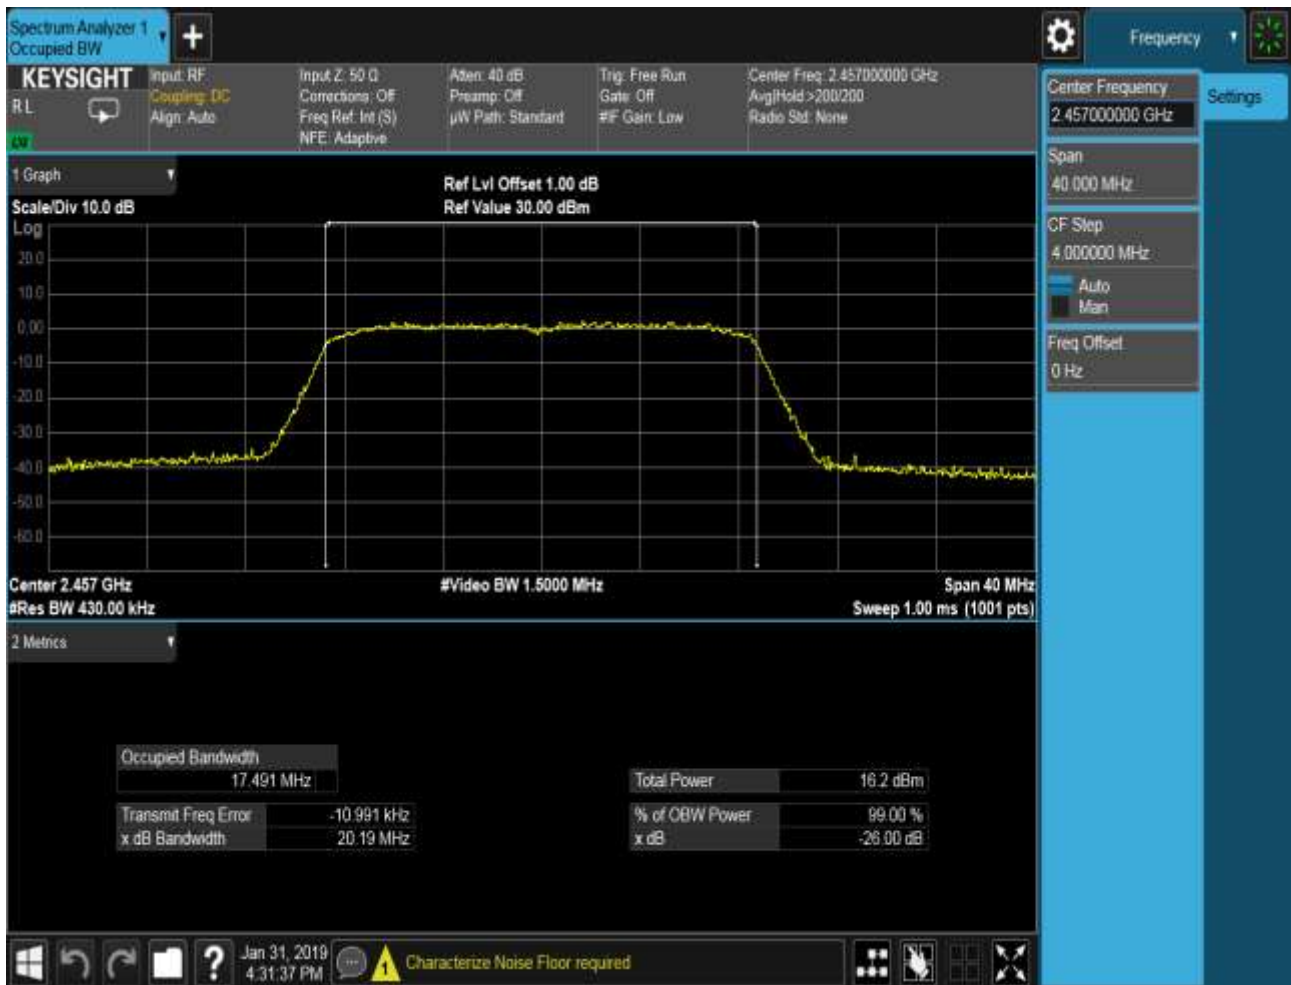 Spectrum Analyzer 1
Occupied BW
Frequency
KEYSIGHT
R L
Input: RF
Coupling: DC
Align: Auto
Input Z: 50 Ω
Corrections: Off
Freq Ref: Int (S)
NFE: Adaptive
Atten: 40 dB
Preamp: Off
µW Path: Standard
Trig: Free Run
Gate: Off
#IF Gain: Low
Center Freq: 2.457000000 GHz
Avg|Hold >200/200
Radio Std: None
Center Frequency
2.457000000 GHz
Settings
Span
40.000 MHz
CF Step
4.000000 MHz
Auto
Man
Freq Offset
0 Hz
1 Graph
Scale/Div 10.0 dB
Ref Lvl Offset 1.00 dB
Ref Value 30.00 dBm
Log
20.0
10.0
0.00
-10.0
-20.0
-30.0
-40.0
-50.0
-60.0
Center 2.457 GHz
#Video BW 1.5000 MHz
Span 40 MHz
#Res BW 430.00 kHz
Sweep 1.00 ms (1001 pts)
2 Metrics
Occupied Bandwidth
17.491 MHz
Transmit Freq Error -10.991 kHz
x dB Bandwidth 20.19 MHz
Total Power 16.2 dBm
% of OBW Power 99.00 %
x dB -26.00 dB
?
Jan 31, 2019
4:31:37 PM
1
Characterize Noise Floor required